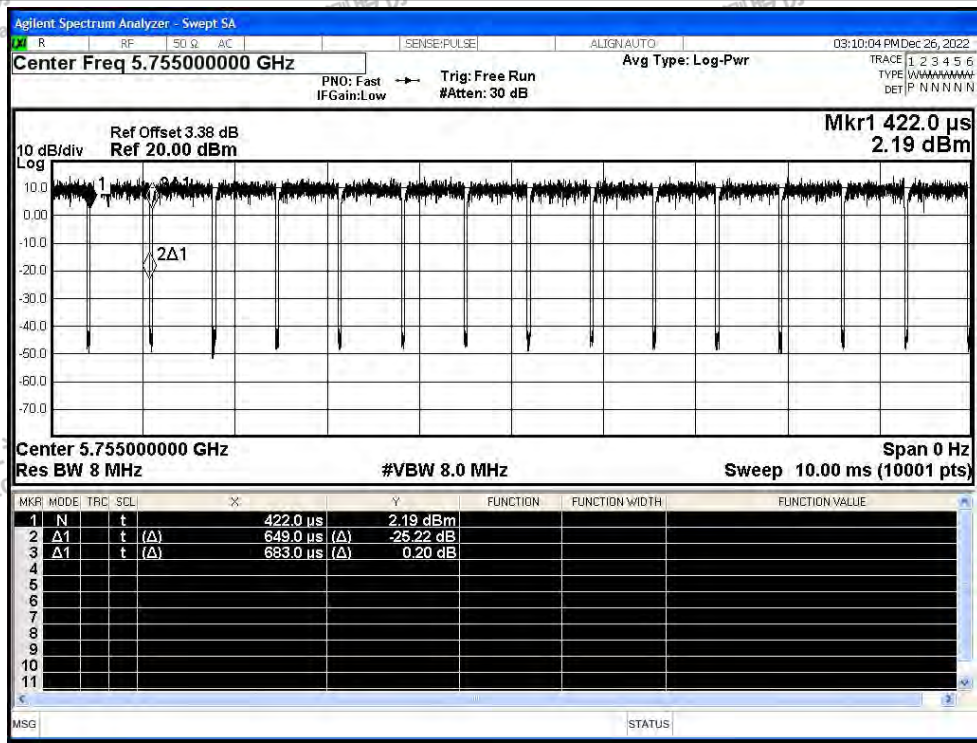 Agilent Spectrum Analyzer - Swept SA
R RF 50 Ω AC SENSE:PULSE ALIGN AUTO 03:10:04 PM Dec 26, 2022
Center Freq 5.755000000 GHz
Avg Type: Log-Pwr
TRACE 1 2 3 4 5 6
PNO: Fast Trig: Free Run
TYPE
IFGain:Low #Atten: 30 dB
DET P N N N N N
Mkr1 422.0 µs
2.19 dBm
Ref Offset 3.38 dB
10 dB/div Ref 20.00 dBm
Log
10.0
0.00
-10.0
-20.0
-30.0
-40.0
-50.0
-60.0
-70.0
1
3Δ1
2Δ1
Center 5.755000000 GHz Span 0 Hz
Res BW 8 MHz #VBW 8.0 MHz Sweep 10.00 ms (10001 pts)
MKR MODE TRC SCL X Y FUNCTION FUNCTION WIDTH FUNCTION VALUE
1 N t 422.0 µs 2.19 dBm
2 Δ1 t (Δ) 649.0 µs (Δ) -25.22 dB
3 Δ1 t (Δ) 683.0 µs (Δ) 0.20 dB
4
5
6
7
8
9
10
11
MSG STATUS